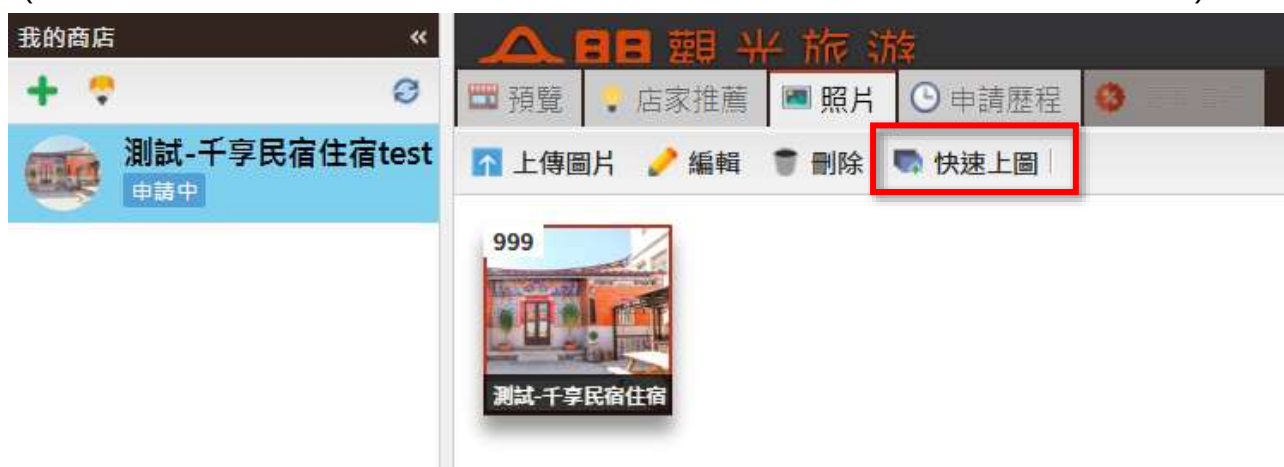 我的商店 «
觀光旅游
預覽 店家推薦 照片 申請歷程
測試-千享民宿住宿test
申請中
上傳圖片 編輯 刪除 快速上圖
999
測試-千享民宿住宿